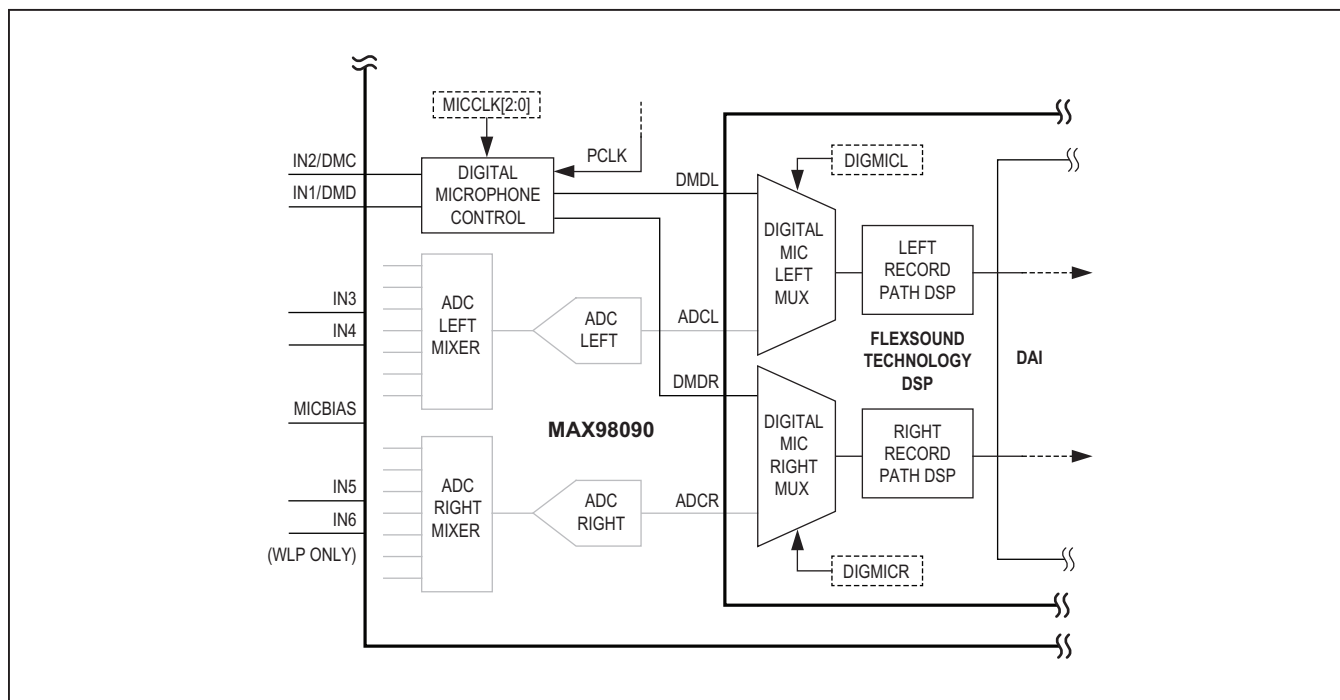 MICCLK[2:0]
IN2/DMC
IN1/DMD
DIGITAL
MICROPHONE
CONTROL
PCLK
DMDL
DIGMICL
DIGITAL
MIC
LEFT
MUX
LEFT
RECORD
PATH DSP
IN3
IN4
ADC
LEFT
MIXER
ADC
LEFT
ADCL
FLEXSOUND
TECHNOLOGY
DSP
DAI
DMDR
MICBIAS
MAX98090
DIGITAL
MIC
RIGHT
MUX
RIGHT
RECORD
PATH DSP
IN5
IN6
(WLP ONLY)
ADC
RIGHT
MIXER
ADC
RIGHT
ADCR
DIGMICR